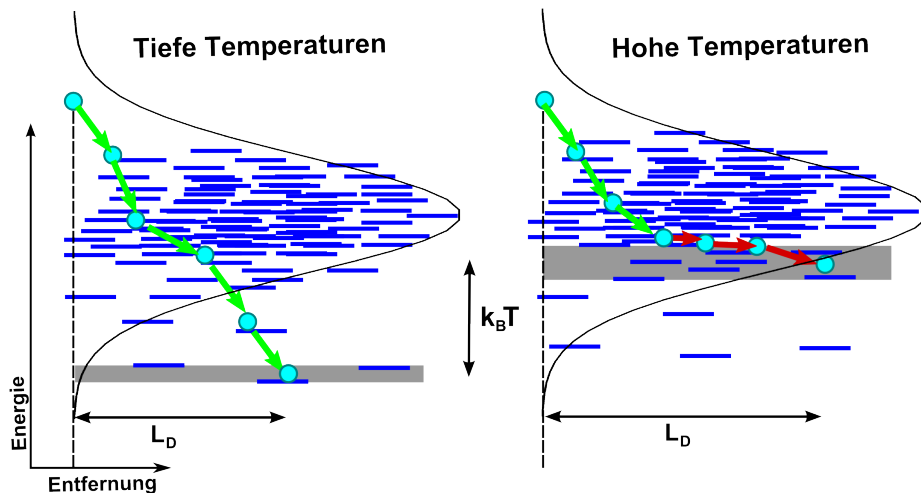 Tiefe Temperaturen
Hohe Temperaturen
k_BT
L_D
L_D
Energie
Entfernung